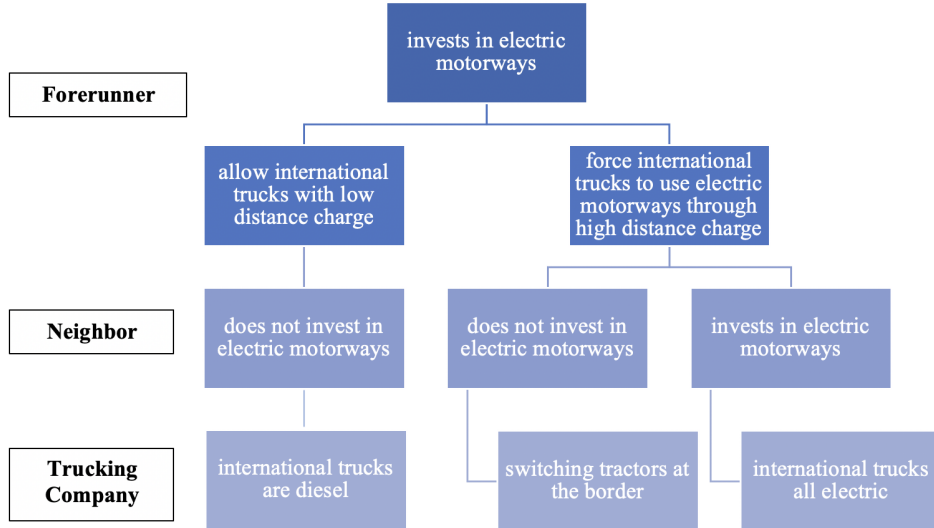 invests in electric
motorways
Forerunner
allow international
trucks with low
distance charge
force international
trucks to use electric
motorways through
high distance charge
Neighbor
does not invest in
electric motorways
does not invest in
electric motorways
invests in electric
motorways
Trucking
Company
international trucks
are diesel
switching tractors at
the border
international trucks
all electric